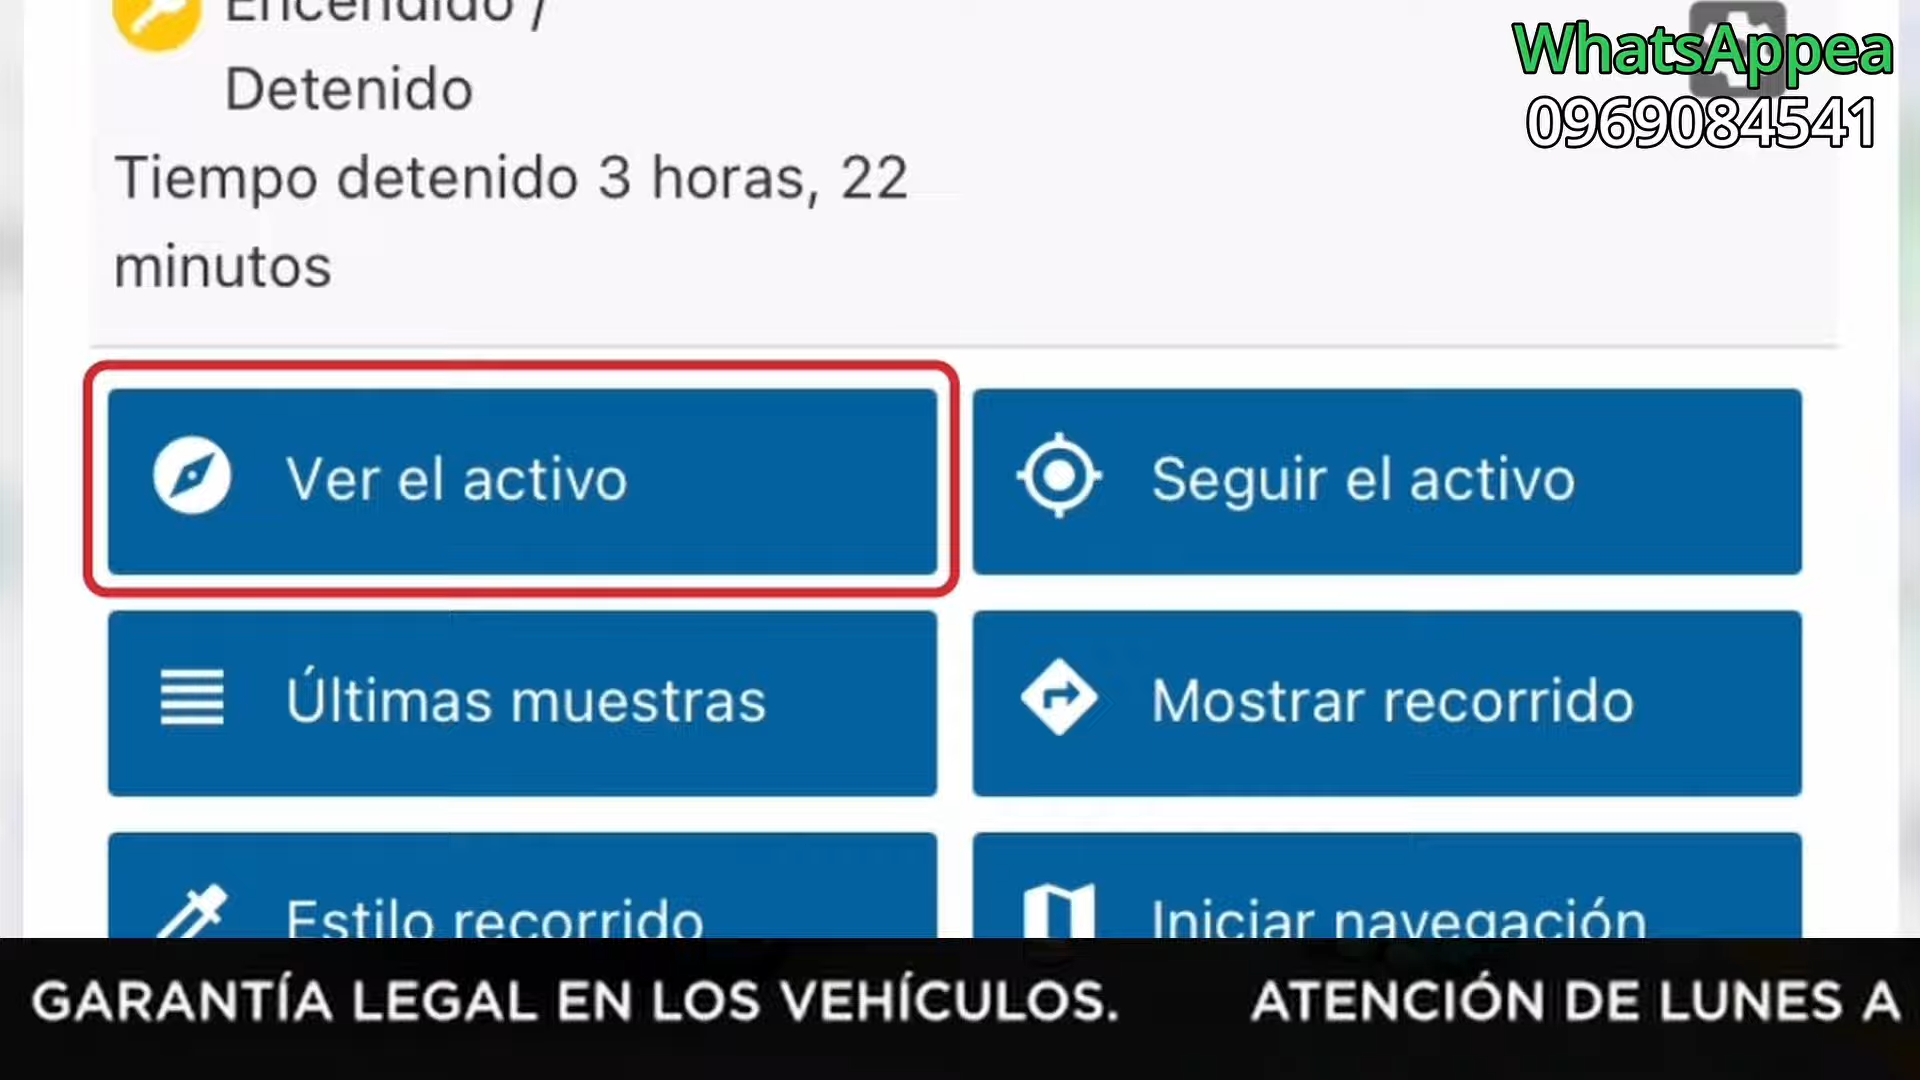 Encendido /
Detenido
Tiempo detenido 3 horas, 22
minutos
WhatsAppea
0969084541
Ver el activo
Seguir el activo
Últimas muestras
Mostrar recorrido
Estilo recorrido
Iniciar navegación
GARANTÍA LEGAL EN LOS VEHÍCULOS. ATENCIÓN DE LUNES A